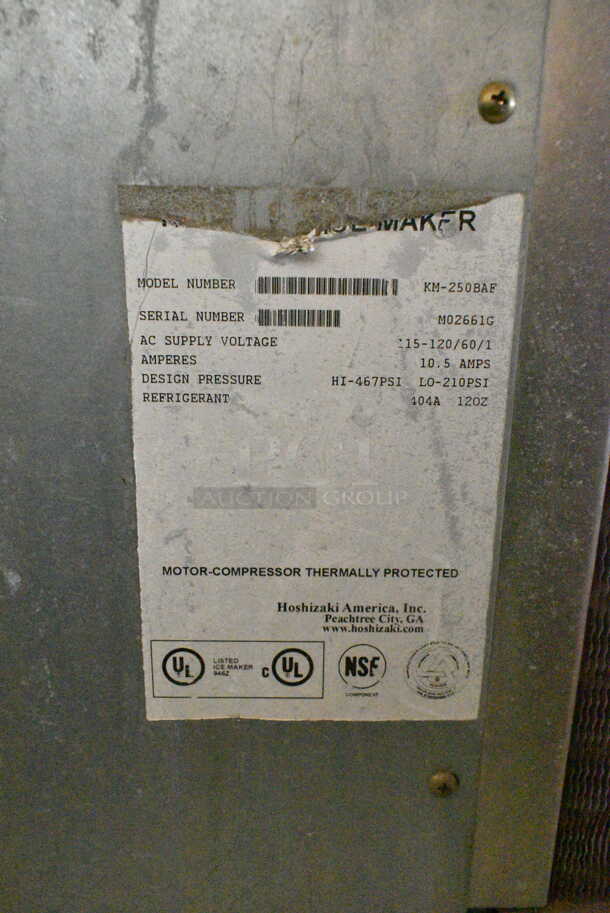 ICE MAKER
MODEL NUMBER KM-250BAF
SERIAL NUMBER M02661G
AC SUPPLY VOLTAGE 115-120/60/1
AMPERES 10.5 AMPS
DESIGN PRESSURE HI-467PSI LO-210PSI
REFRIGERANT 404A 12OZ
AUCTION GROUP
MOTOR-COMPRESSOR THERMALLY PROTECTED
Hoshizaki America, Inc.
Peachtree City, GA
www.hoshizaki.com
UL LISTED ICE MAKER 946Z C UL NSF
COMPONENT